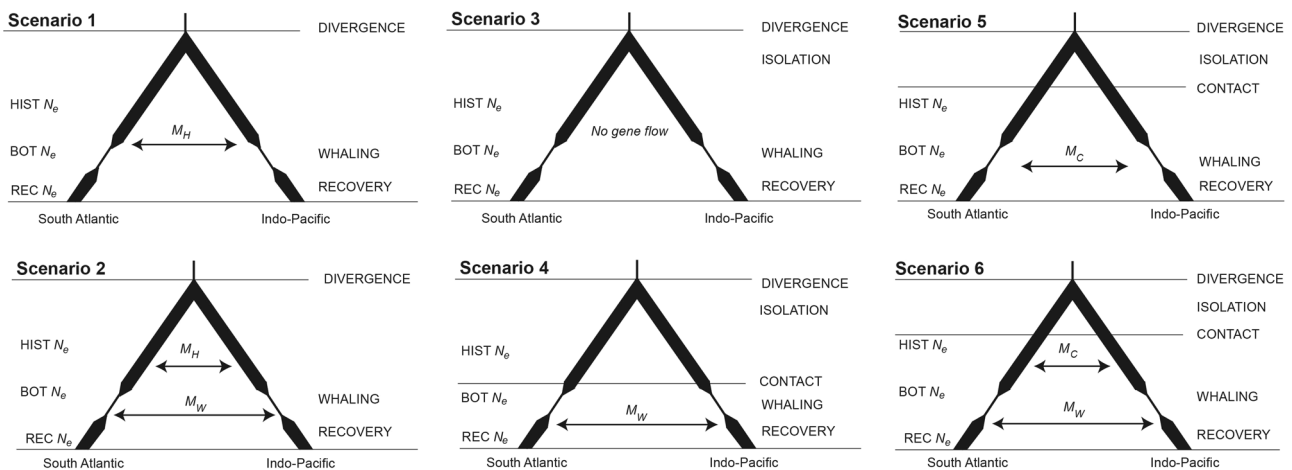 Scenario 1
DIVERGENCE
HIST Ne
MH
BOT Ne
WHALING
REC Ne
RECOVERY
South Atlantic
Indo-Pacific
Scenario 3
DIVERGENCE
ISOLATION
HIST Ne
No gene flow
BOT Ne
WHALING
REC Ne
RECOVERY
South Atlantic
Indo-Pacific
Scenario 5
DIVERGENCE
ISOLATION
CONTACT
HIST Ne
BOT Ne
MC
WHALING
REC Ne
RECOVERY
South Atlantic
Indo-Pacific
Scenario 2
DIVERGENCE
HIST Ne
MH
BOT Ne
WHALING
MW
REC Ne
RECOVERY
South Atlantic
Indo-Pacific
Scenario 4
DIVERGENCE
ISOLATION
HIST Ne
CONTACT
BOT Ne
WHALING
MW
REC Ne
RECOVERY
South Atlantic
Indo-Pacific
Scenario 6
DIVERGENCE
ISOLATION
CONTACT
HIST Ne
MC
BOT Ne
WHALING
MW
REC Ne
RECOVERY
South Atlantic
Indo-Pacific